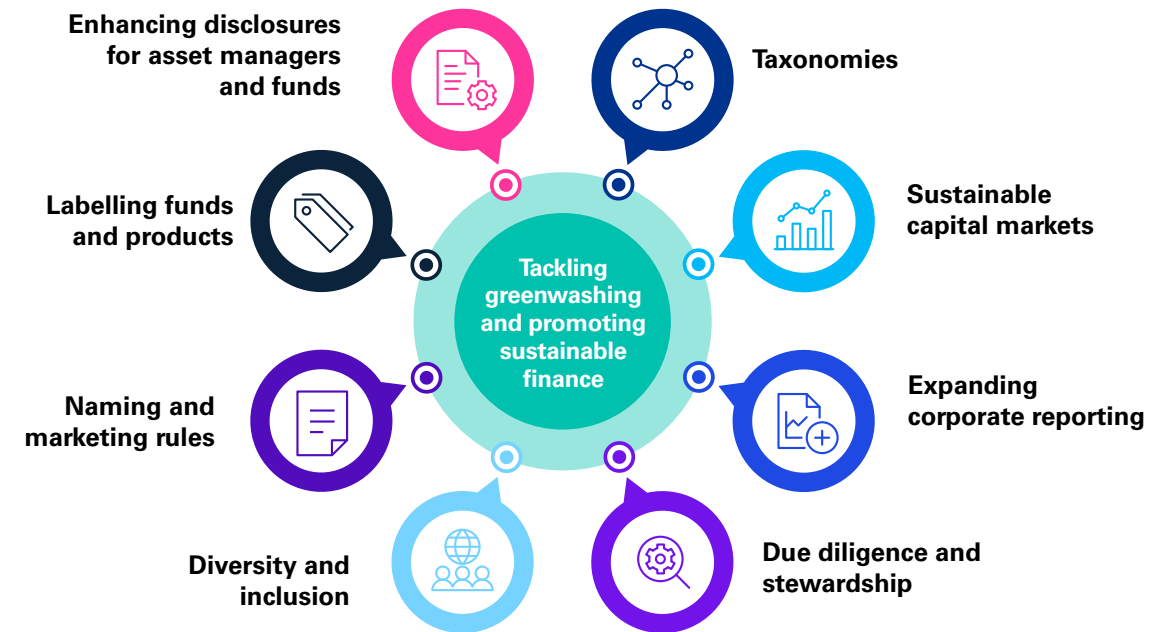 Enhancing disclosures
for asset managers
and funds
Taxonomies
Labelling funds
and products
Sustainable
capital markets
Tackling
greenwashing
and promoting
sustainable
finance
Naming and
marketing rules
Expanding
corporate reporting
Diversity and
inclusion
Due diligence and
stewardship